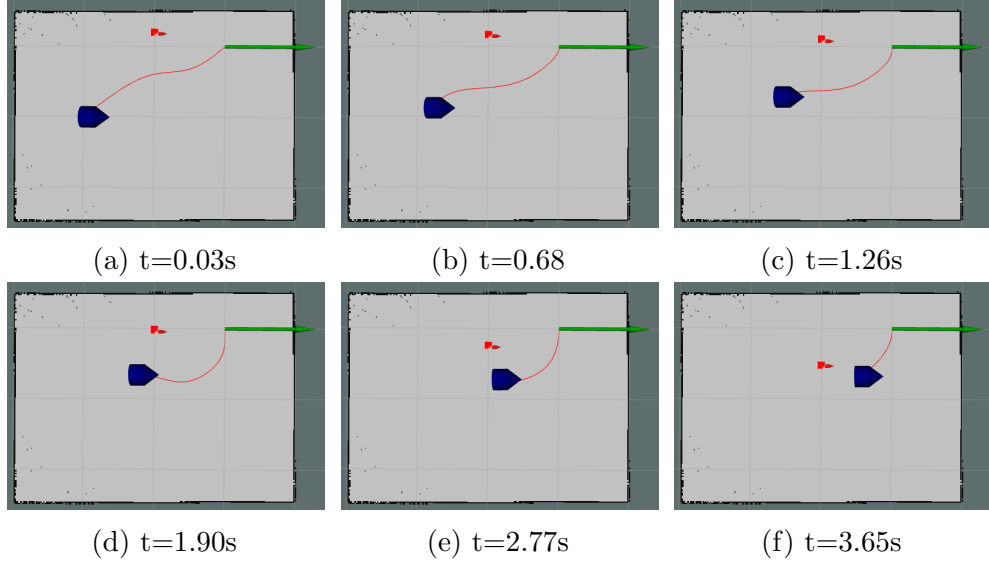 (a) t=0.03s
(b) t=0.68
(c) t=1.26s
(d) t=1.90s
(e) t=2.77s
(f) t=3.65s